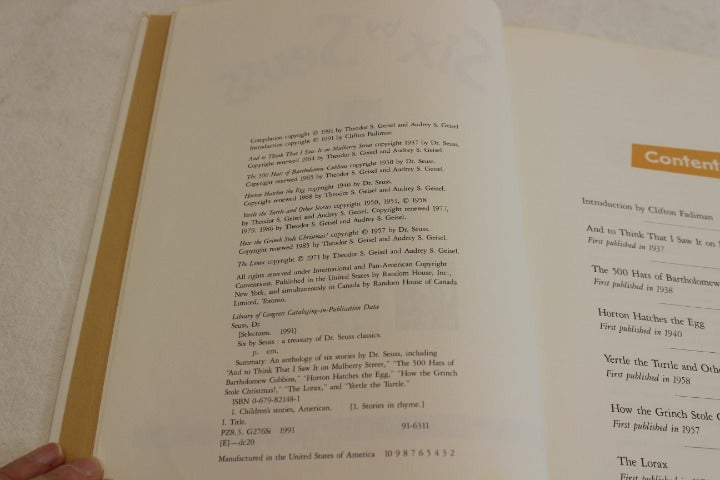 Compilation copyright © 1991 by Theodor S. Geisel and Audrey S. Geisel
Introduction copyright © 1991 by Clifton Fadiman
And to Think That I Saw It on Mulberry Street copyright 1937 by Dr. Seuss.
Copyright renewed 1964 by Theodor S. Geisel and Audrey S. Geisel.
The 500 Hats of Bartholomew Cubbins copyright 1938 by Dr. Seuss.
Copyright renewed 1965 by Theodor S. Geisel and Audrey S. Geisel.
Horton Hatches the Egg copyright 1940 by Dr. Seuss.
Copyright renewed 1968 by Theodor S. Geisel and Audrey S. Geisel.
Yertle the Turtle and Other Stories copyright 1950, 1951, © 1958
by Theodor S. Geisel and Audrey S. Geisel. Copyright renewed 1977,
1979, 1986 by Theodor S. Geisel and Audrey S. Geisel.
How the Grinch Stole Christmas! copyright © 1957 by Dr. Seuss.
Copyright renewed 1985 by Theodor S. Geisel and Audrey S. Geisel.
The Lorax copyright © 1971 by Theodor S. Geisel and Audrey S. Geisel.
All rights reserved under International and Pan-American Copyright
Conventions. Published in the United States by Random House, Inc.,
New York, and simultaneously in Canada by Random House of Canada
Limited, Toronto.
Library of Congress Cataloging-in-Publication Data
Seuss, Dr.
[Selections. 1991]
Six by Seuss : a treasury of Dr. Seuss classics.
p. cm.
Summary: An anthology of six stories by Dr. Seuss, including
"And to Think That I Saw It on Mulberry Street," "The 500 Hats of
Bartholomew Cubbins," "Horton Hatches the Egg," "How the Grinch
Stole Christmas!," "The Lorax," and "Yertle the Turtle."
ISBN 0-679-82148-1
1. Children's stories, American. [1. Stories in rhyme.]
I. Title.
PZ8.3.G276Si 1991 91-6311
[E]—dc20
Manufactured in the United States of America 10 9 8 7 6 5 4 3 2
Content
Introduction by Clifton Fadiman
And to Think That I Saw It on
First published in 1937
The 500 Hats of Bartholomew
First published in 1938
Horton Hatches the Egg
First published in 1940
Yertle the Turtle and Othe
First published in 1958
How the Grinch Stole C
First published in 1957
The Lorax
Six by Seuss